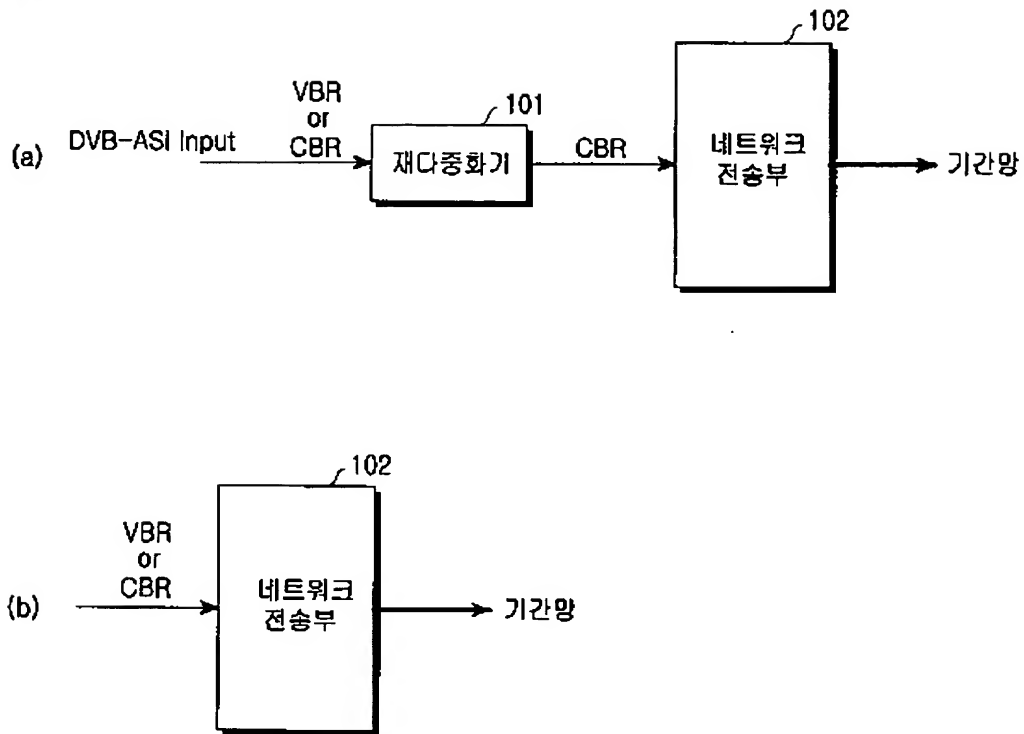 102
101
VBR
or
CBR
(a)
DVB-ASI Input
재다중화기
CBR
네트워크
전송부
기간망
102
VBR
or
CBR
(b)
네트워크
전송부
기간망